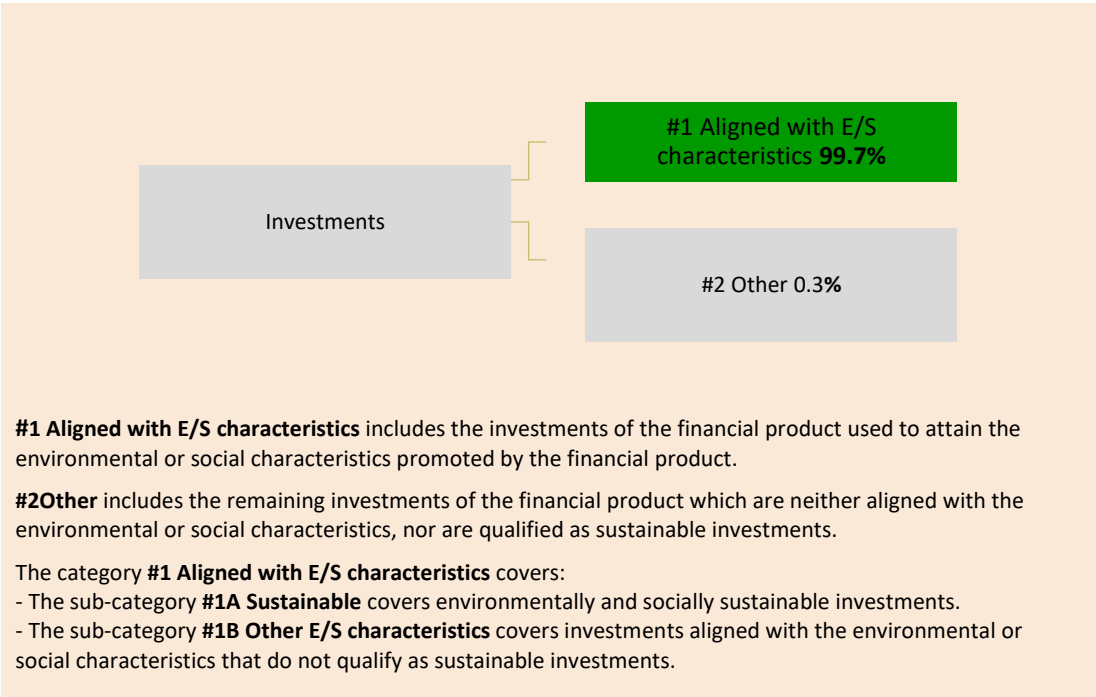 #1 Aligned with E/S
characteristics 99.7%
Investments
#2 Other 0.3%
#1 Aligned with E/S characteristics includes the investments of the financial product used to attain the
environmental or social characteristics promoted by the financial product.
#2Other includes the remaining investments of the financial product which are neither aligned with the
environmental or social characteristics, nor are qualified as sustainable investments.
The category #1 Aligned with E/S characteristics covers:
- The sub-category #1A Sustainable covers environmentally and socially sustainable investments.
- The sub-category #1B Other E/S characteristics covers investments aligned with the environmental or
social characteristics that do not qualify as sustainable investments.